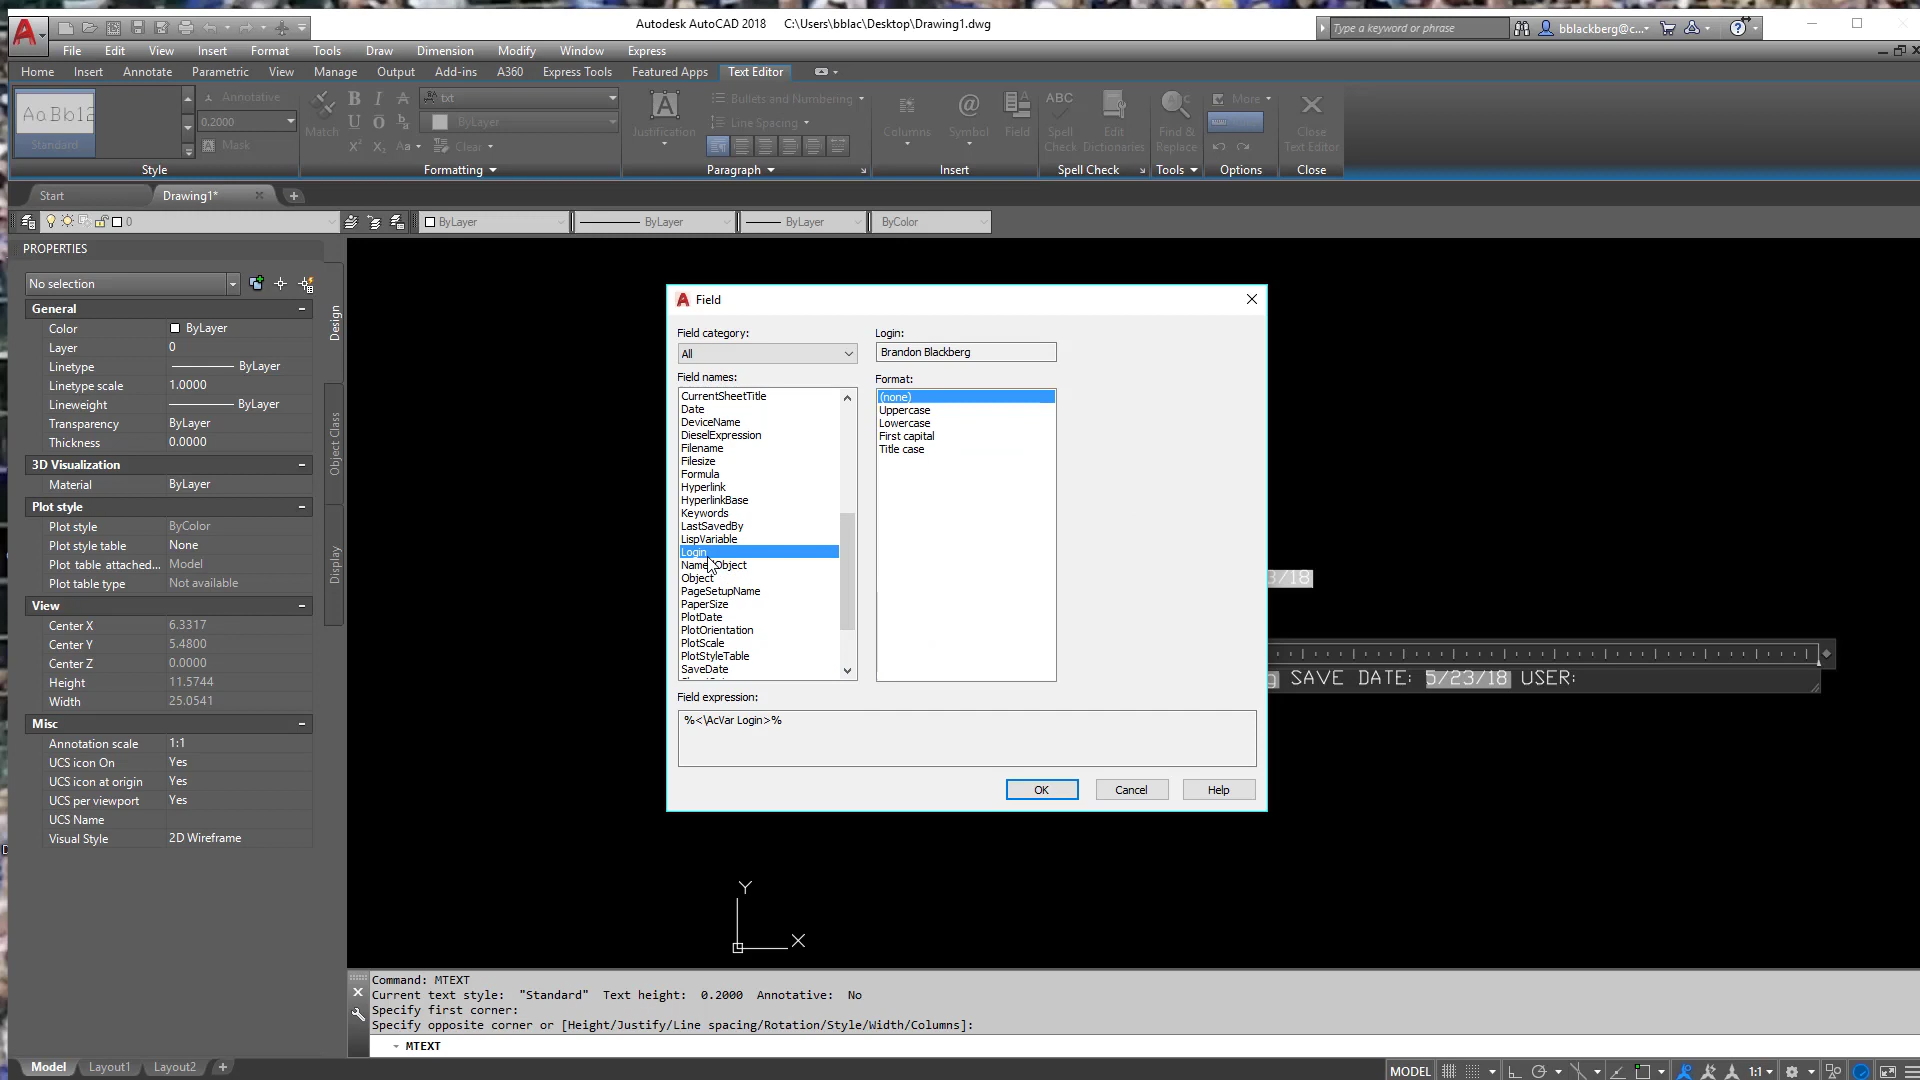 Autodesk AutoCAD 2018 C:\Users\bblac\Desktop\Drawing1.dwg
Type a keyword or phrase
bblackberg@c...
File Edit View Insert Format Tools Draw Dimension Modify Window Express
Home Insert Annotate Parametric View Manage Output Add-ins A360 Express Tools Featured Apps Text Editor
AaBb12
Standard
Annotative
0.2000
Mask
Style
Match
txt
ByLayer
Aa
Clear
Formatting
Justification
Bullets and Numbering
Line Spacing
Paragraph
Columns
Symbol
Field
Insert
ABC
Spell Check
Edit Dictionaries
Spell Check
Find & Replace
Tools
More
Options
Close Text Editor
Close
Start
Drawing1*
0
ByLayer
ByLayer
ByLayer
ByColor
PROPERTIES
No selection
General
Color ByLayer
Layer 0
Linetype ByLayer
Linetype scale 1.0000
Lineweight ByLayer
Transparency ByLayer
Thickness 0.0000
3D Visualization
Material ByLayer
Plot style
Plot style ByColor
Plot style table None
Plot table attached... Model
Plot table type Not available
View
Center X 6.3317
Center Y 5.4800
Center Z 0.0000
Height 11.5744
Width 25.0541
Misc
Annotation scale 1:1
UCS icon On Yes
UCS icon at origin Yes
UCS per viewport Yes
UCS Name
Visual Style 2D Wireframe
Design
Object Class
Display
Field
Field category:
All
Field names:
CurrentSheetTitle
Date
DeviceName
DieselExpression
Filename
Filesize
Formula
Hyperlink
HyperlinkBase
Keywords
LastSavedBy
LispVariable
Login
Object
PageSetupName
PaperSize
PlotDate
PlotOrientation
PlotScale
PlotStyleTable
SaveDate
Login:
Brandon Blackberg
Format:
(none)
Uppercase
Lowercase
First capital
Title case
Field expression:
%<\AcVar Login>%
OK Cancel Help
3/18
g SAVE DATE: 5/23/18 USER:
Y
X
Command: MTEXT
Current text style: "Standard" Text height: 0.2000 Annotative: No
Specify first corner:
Specify opposite corner or [Height/Justify/Line spacing/Rotation/Style/Width/Columns]:
MTEXT
Model Layout1 Layout2
MODEL
1:1